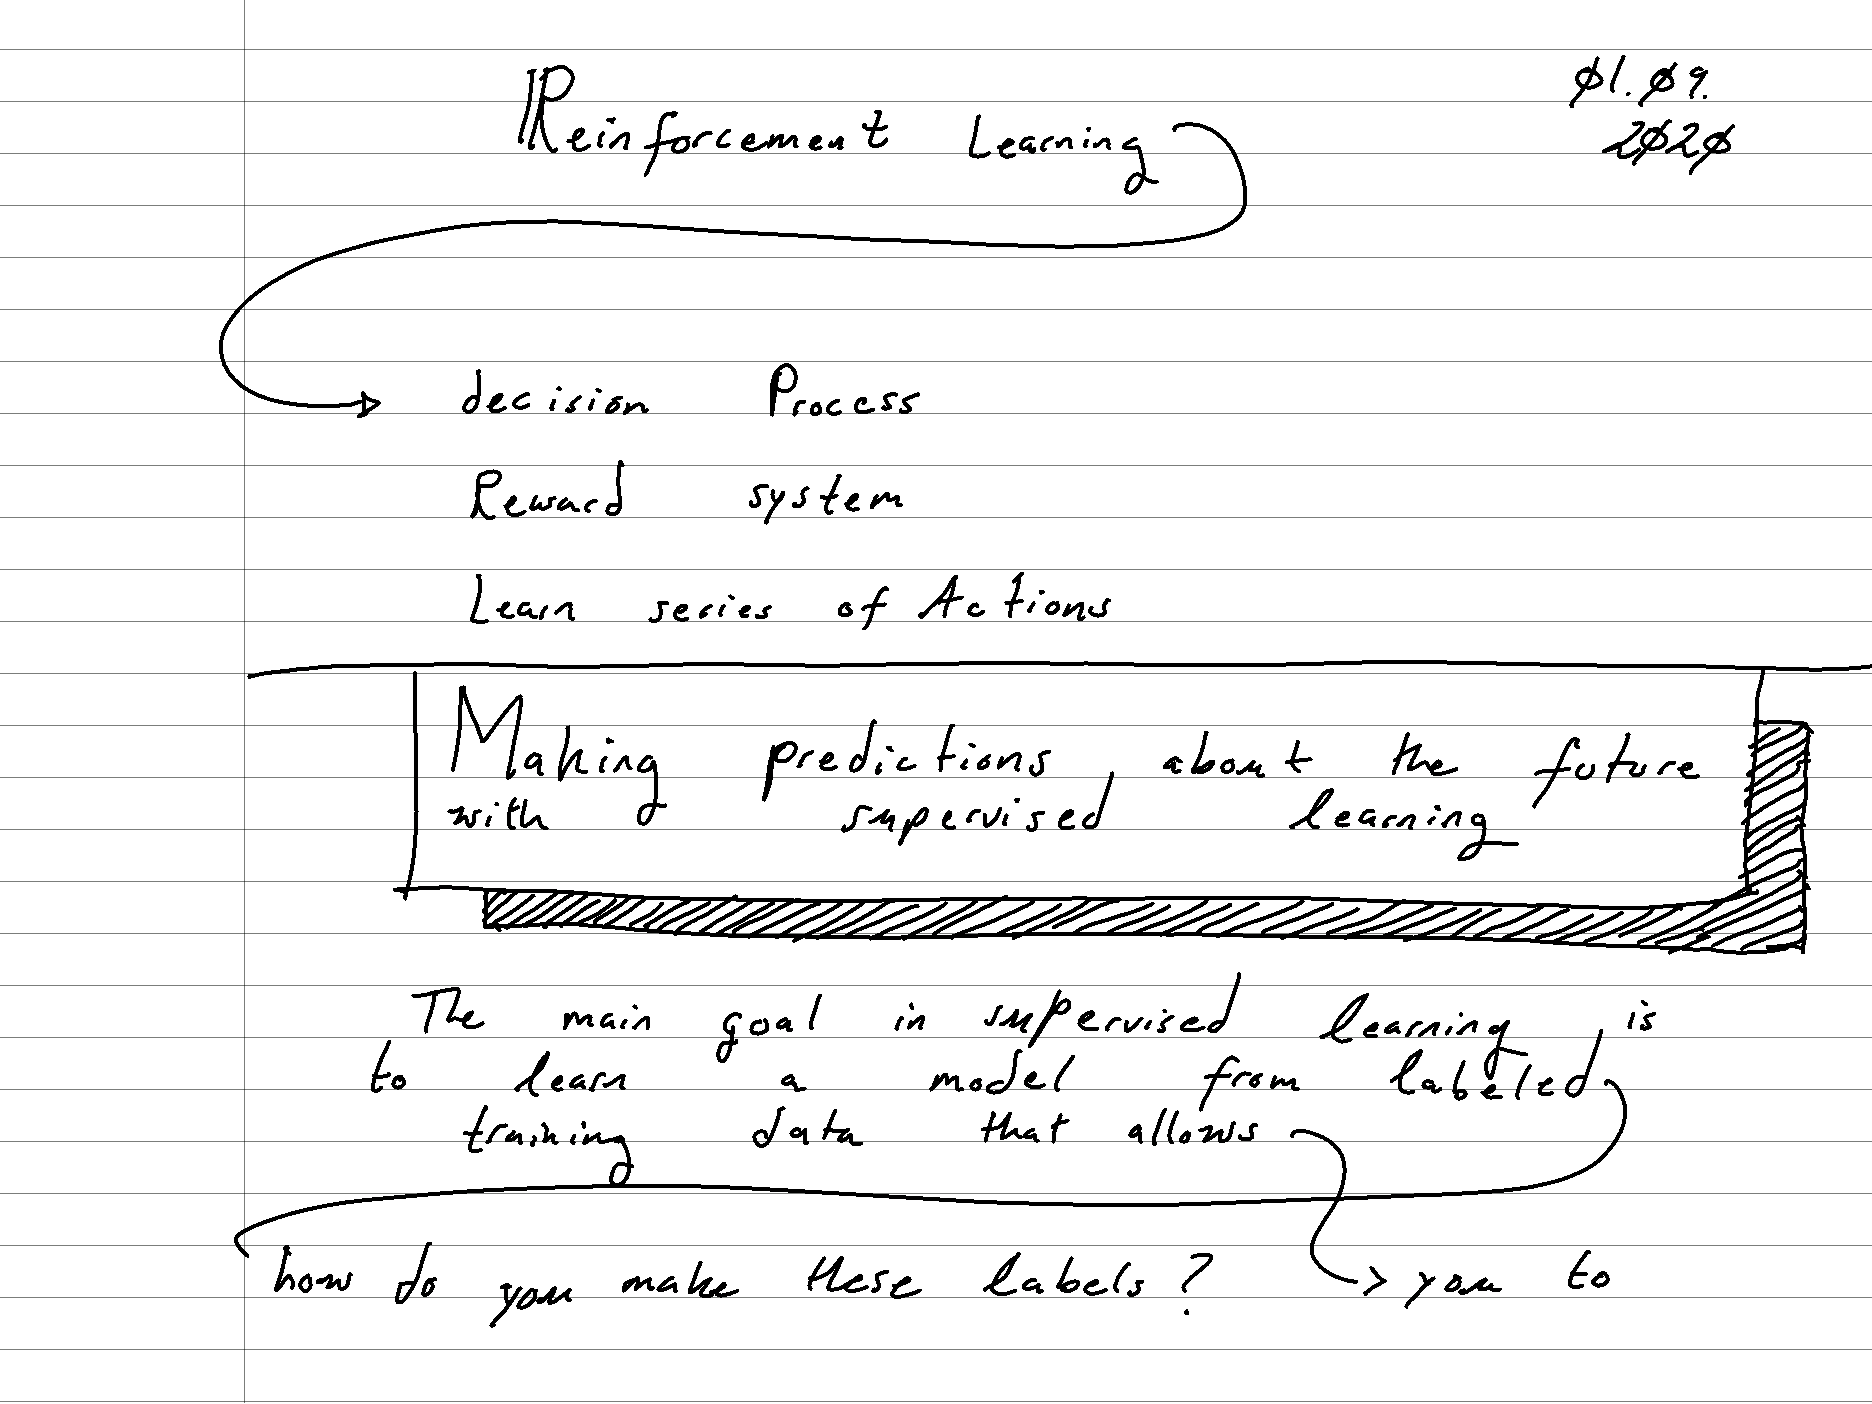 Reinforcement Learning
01.09.
2020
decision Process
Reward system
Learn series of Actions
Making predictions about the future
with supervised learning
The main goal in supervised learning is
to learn a model from labeled
training data that allows
how do you make these labels? you to